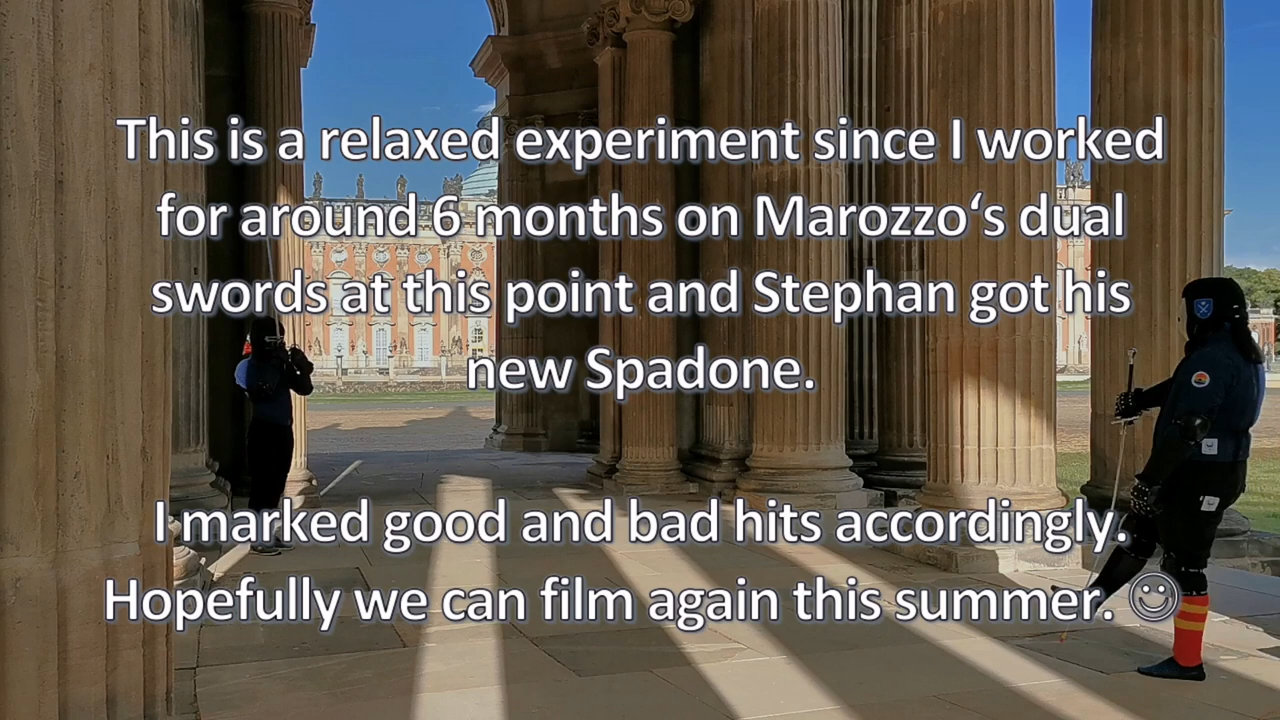 This is a relaxed experiment since I worked
for around 6 months on Marozzo‘s dual
swords at this point and Stephan got his
new Spadone.
I marked good and bad hits accordingly.
Hopefully we can film again this summer. ☺